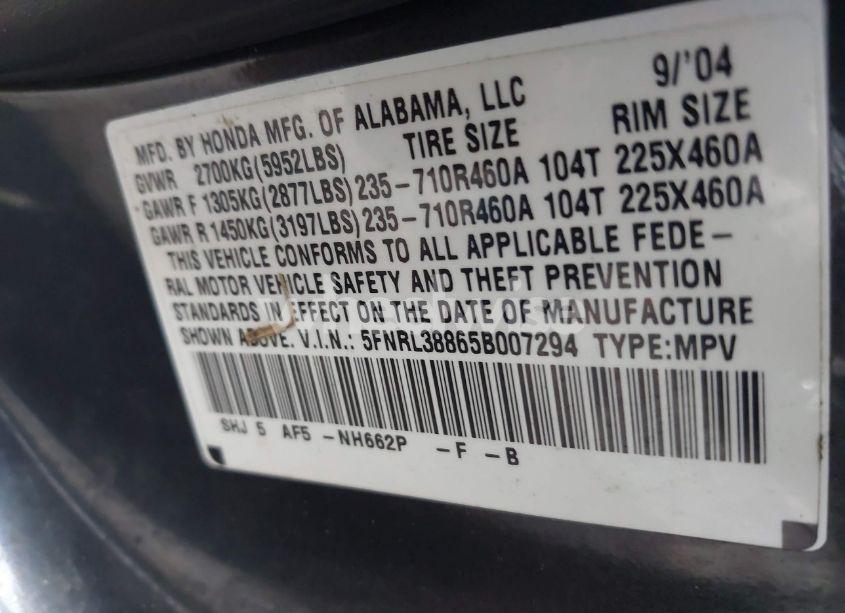 9/'04
MFD. BY HONDA MFG. OF ALABAMA, LLC
GVWR 2700KG(5952LBS) TIRE SIZE RIM SIZE
GAWR F 1305KG(2877LBS) 235-710R460A 104T 225X460A
GAWR R 1450KG(3197LBS) 235-710R460A 104T 225X460A
THIS VEHICLE CONFORMS TO ALL APPLICABLE FEDE-
RAL MOTOR VEHICLE SAFETY AND THEFT PREVENTION
STANDARDS IN EFFECT ON THE DATE OF MANUFACTURE
SHOWN ABOVE. V.I.N.: 5FNRL38865B007294 TYPE:MPV
SHJ 5 AF5 -NH662P -F -B